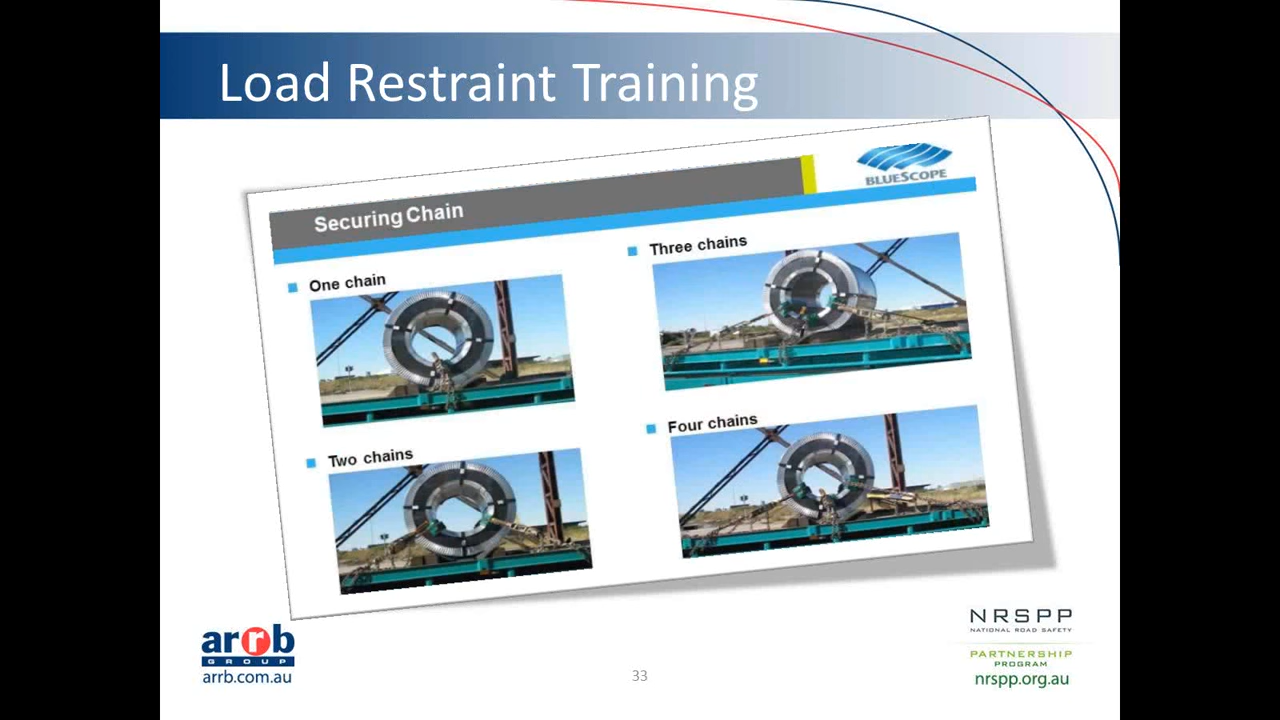 Load Restraint Training
BLUESCOPE
Securing Chain
One chain
Three chains
Two chains
Four chains
arrb
GROUP
arrb.com.au
33
NRSPP
NATIONAL ROAD SAFETY
PARTNERSHIP
PROGRAM
nrspp.org.au